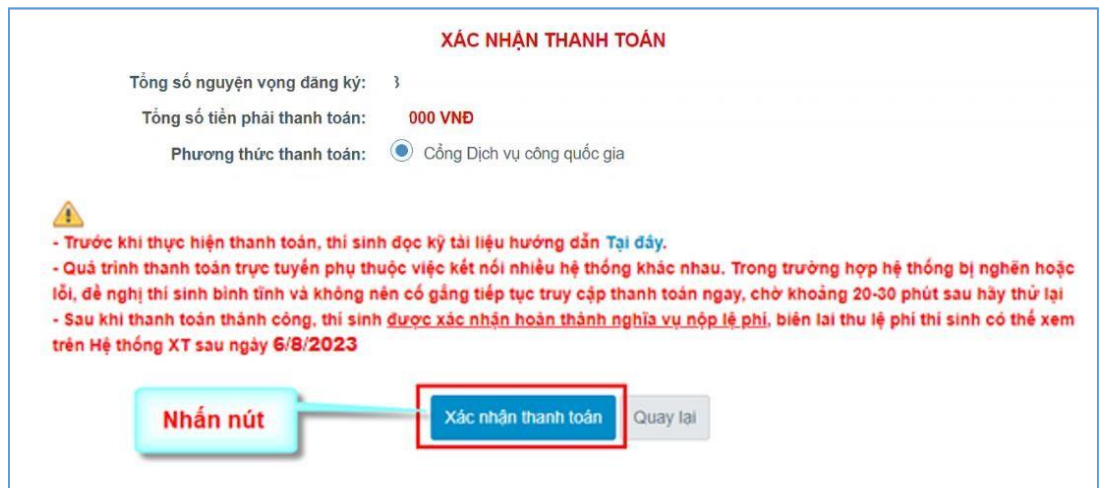 XÁC NHẬN THANH TOÁN
Tổng số nguyện vọng đăng ký:
Tổng số tiền phải thanh toán: 000 VNĐ
Phương thức thanh toán: Cổng Dịch vụ công quốc gia
- Trước khi thực hiện thanh toán, thí sinh đọc kỹ tài liệu hướng dẫn Tại đây.
- Quá trình thanh toán trực tuyến phụ thuộc việc kết nối nhiều hệ thống khác nhau. Trong trường hợp hệ thống bị nghẽn hoặc
lỗi, đề nghị thí sinh bình tĩnh và không nên cố gắng tiếp tục truy cập thanh toán ngay, chờ khoảng 20-30 phút sau hãy thử lại
- Sau khi thanh toán thành công, thí sinh được xác nhận hoàn thành nghĩa vụ nộp lệ phí, biên lai thu lệ phí thí sinh có thể xem
trên Hệ thống XT sau ngày 6/8/2023
Nhấn nút Xác nhận thanh toán Quay lại